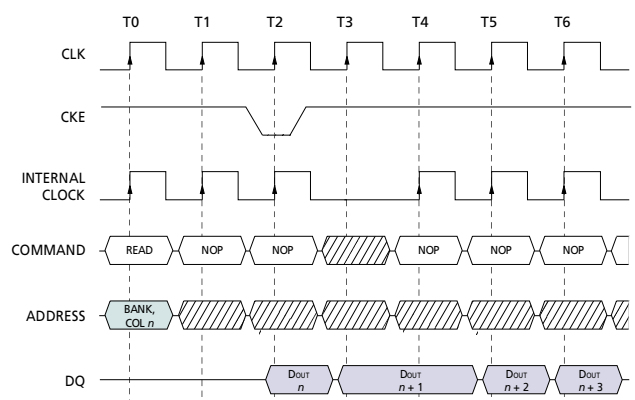 T0 T1 T2 T3 T4 T5 T6
CLK
CKE
INTERNAL
CLOCK
COMMAND READ NOP NOP NOP NOP NOP
ADDRESS BANK,
COL n
DQ DOUT n DOUT n + 1 DOUT n + 2 DOUT n + 3